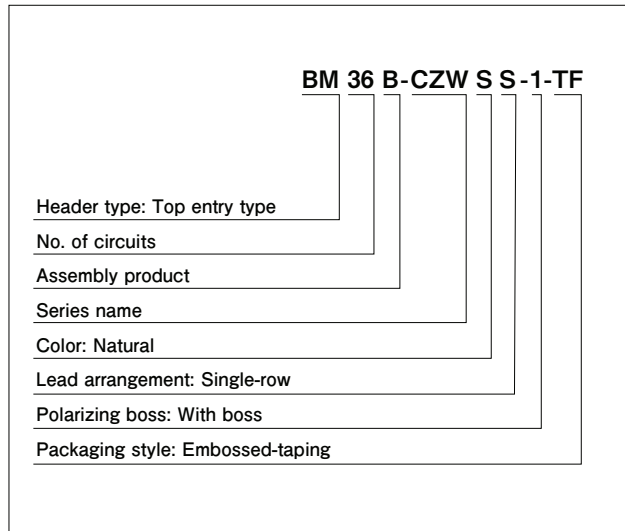 BM 36 B-CZW S S-1-TF
Header type: Top entry type
No. of circuits
Assembly product
Series name
Color: Natural
Lead arrangement: Single-row
Polarizing boss: With boss
Packaging style: Embossed-taping